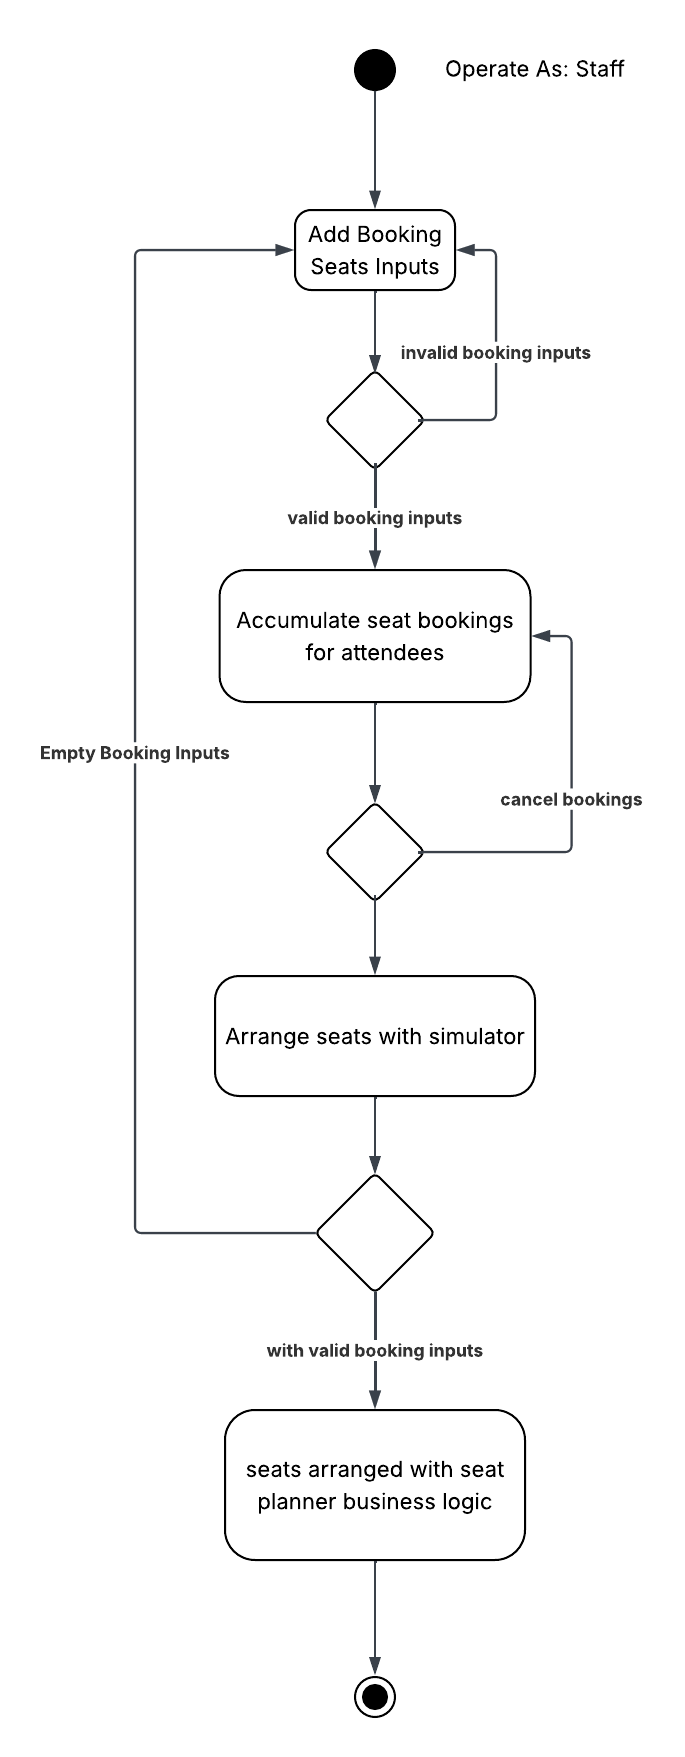 Operate As: Staff
Add Booking
Seats Inputs
invalid booking inputs
valid booking inputs
Accumulate seat bookings
for attendees
Empty Booking Inputs
cancel bookings
Arrange seats with simulator
with valid booking inputs
seats arranged with seat
planner business logic